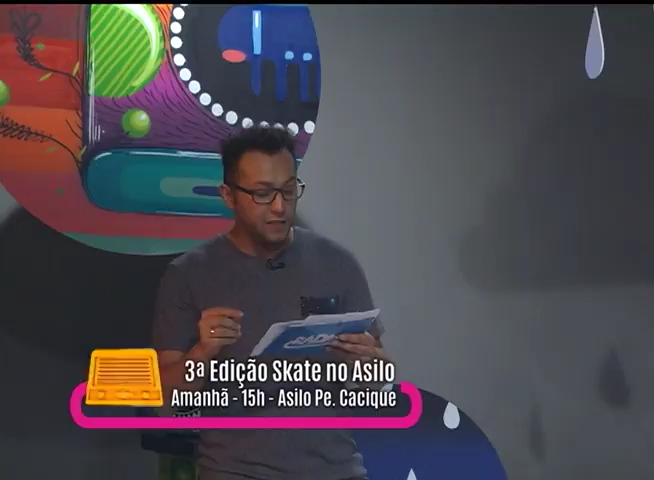 3ª Edição Skate no Asilo
Amanhã - 15h - Asilo Pe. Cacique